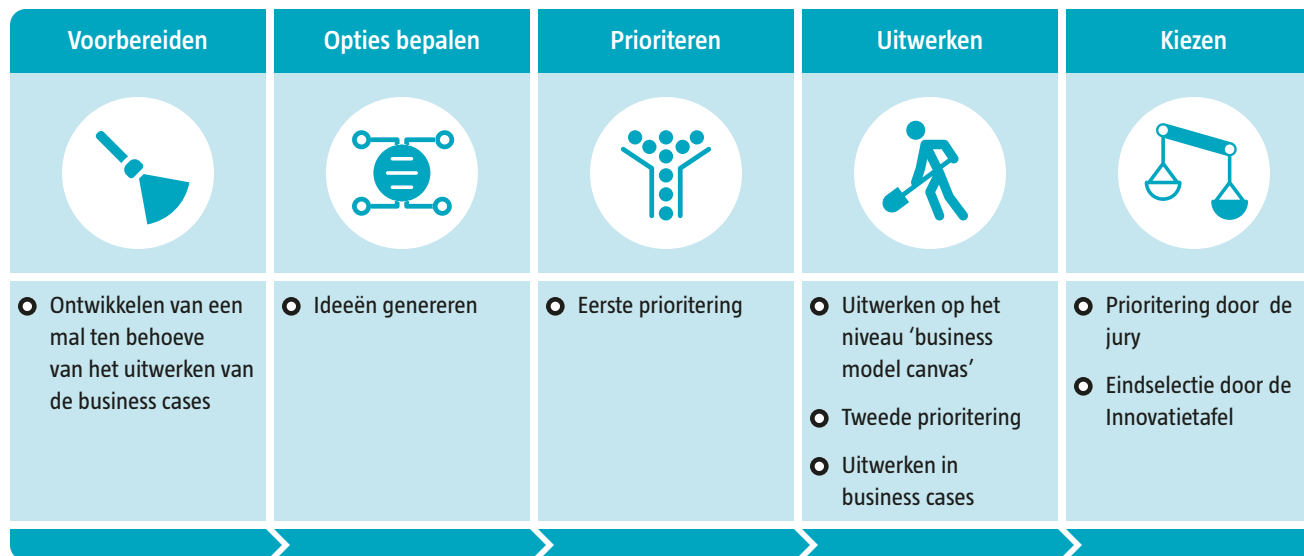 Voorbereiden
Opties bepalen
Prioriteren
Uitwerken
Kiezen
Ontwikkelen van een
mal ten behoeve
van het uitwerken van
de business cases
Ideeën genereren
Eerste prioritering
Uitwerken op het
niveau ‘business
model canvas’
Tweede prioritering
Uitwerken in
business cases
Prioritering door de
jury
Eindselectie door de
Innovatietafel